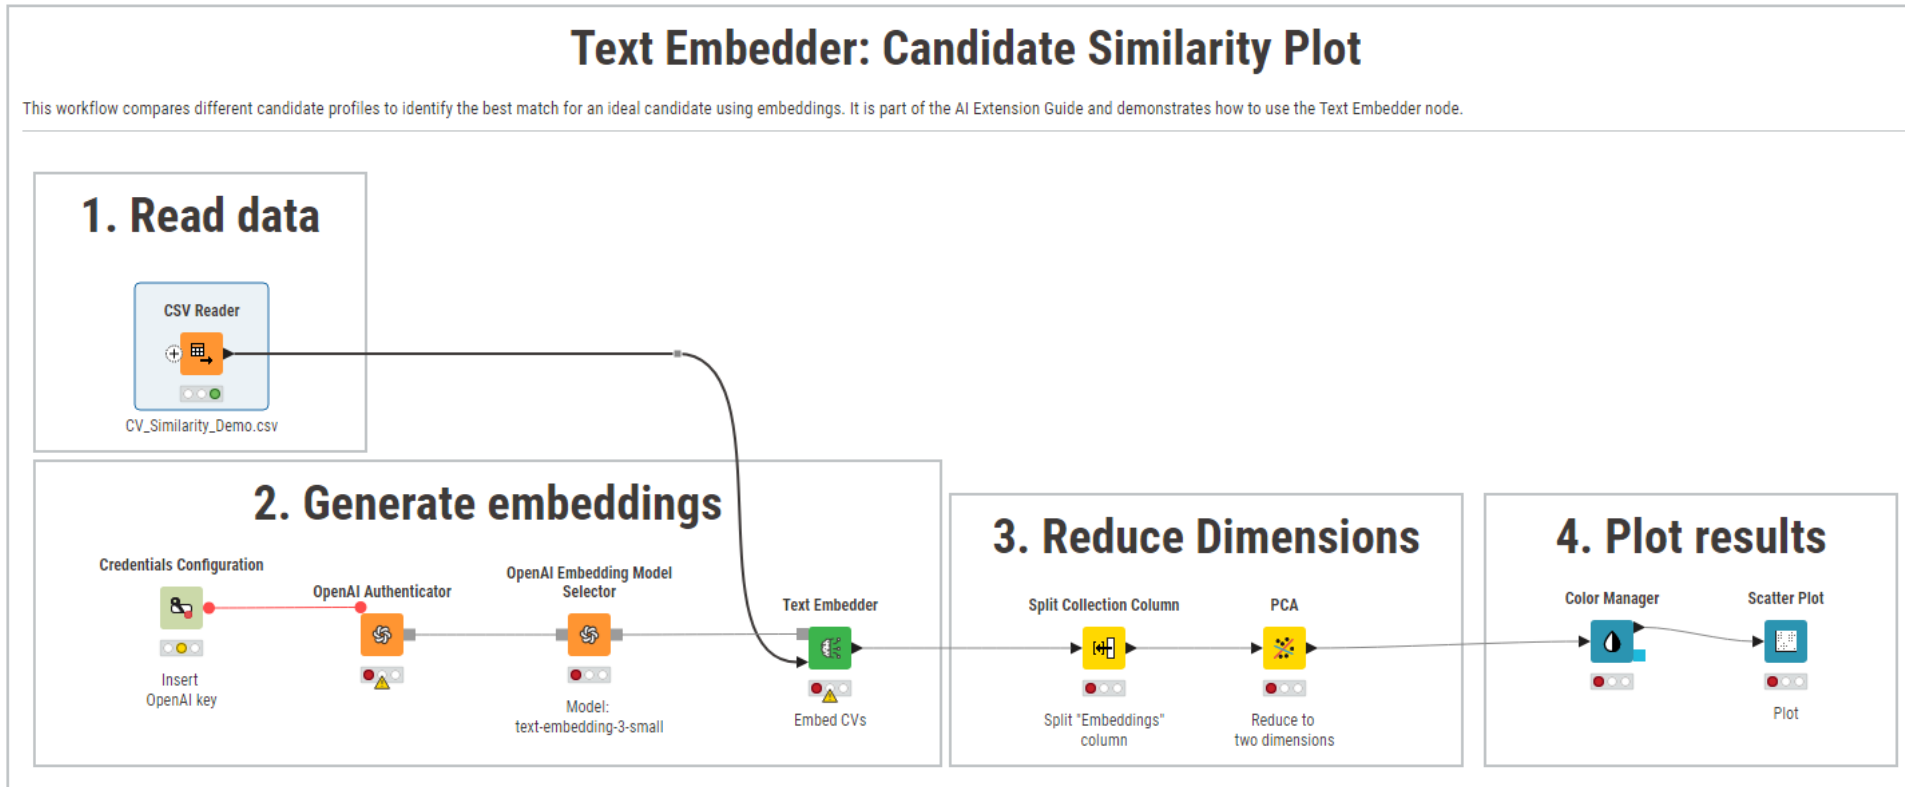 Text Embedder: Candidate Similarity Plot
This workflow compares different candidate profiles to identify the best match for an ideal candidate using embeddings. It is part of the AI Extension Guide and demonstrates how to use the Text Embedder node.
1. Read data
CSV Reader
CV_Similarity_Demo.csv
2. Generate embeddings
Credentials Configuration
Insert
OpenAI key
OpenAI Authenticator
OpenAI Embedding Model
Selector
Model:
text-embedding-3-small
Text Embedder
Embed CVs
3. Reduce Dimensions
Split Collection Column
Split "Embeddings"
column
PCA
Reduce to
two dimensions
4. Plot results
Color Manager
Scatter Plot
Plot